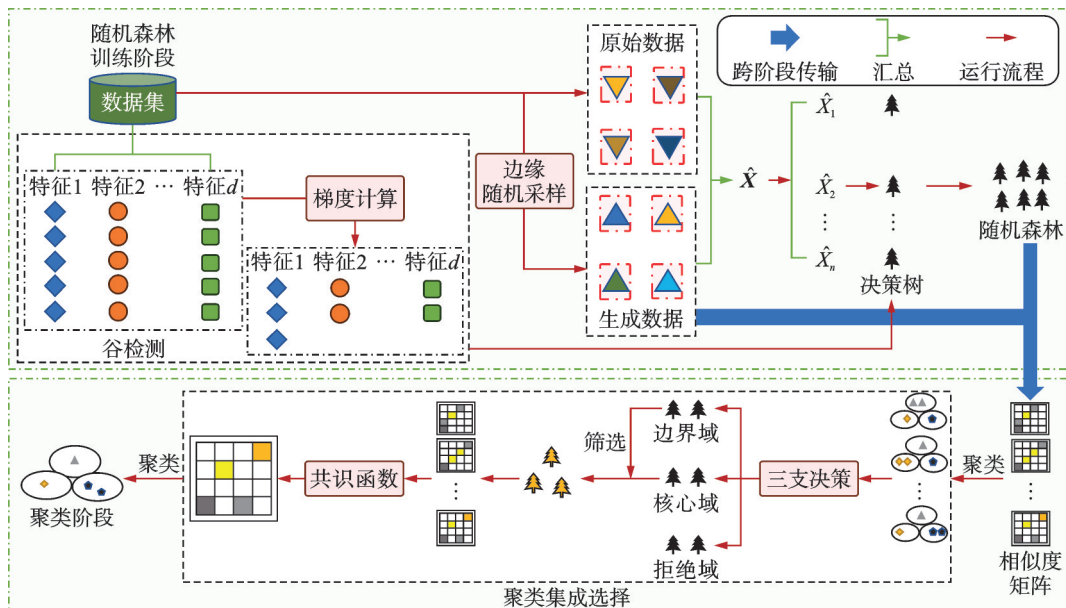 随机森林
训练阶段
数据集
特征1 特征2 … 特征d
梯度计算
特征1 特征2 … 特征d
谷检测
边缘
随机采样
原始数据
生成数据
X̂
X̂₁
X̂₂
⋮
X̂ₙ
⋮
决策树
随机森林
⋮
跨阶段传输
汇总
运行流程
聚类阶段
聚类
共识函数
⋮
筛选
边界域
核心域
拒绝域
三支决策
⋮
聚类
⋮
相似度
矩阵
聚类集成选择